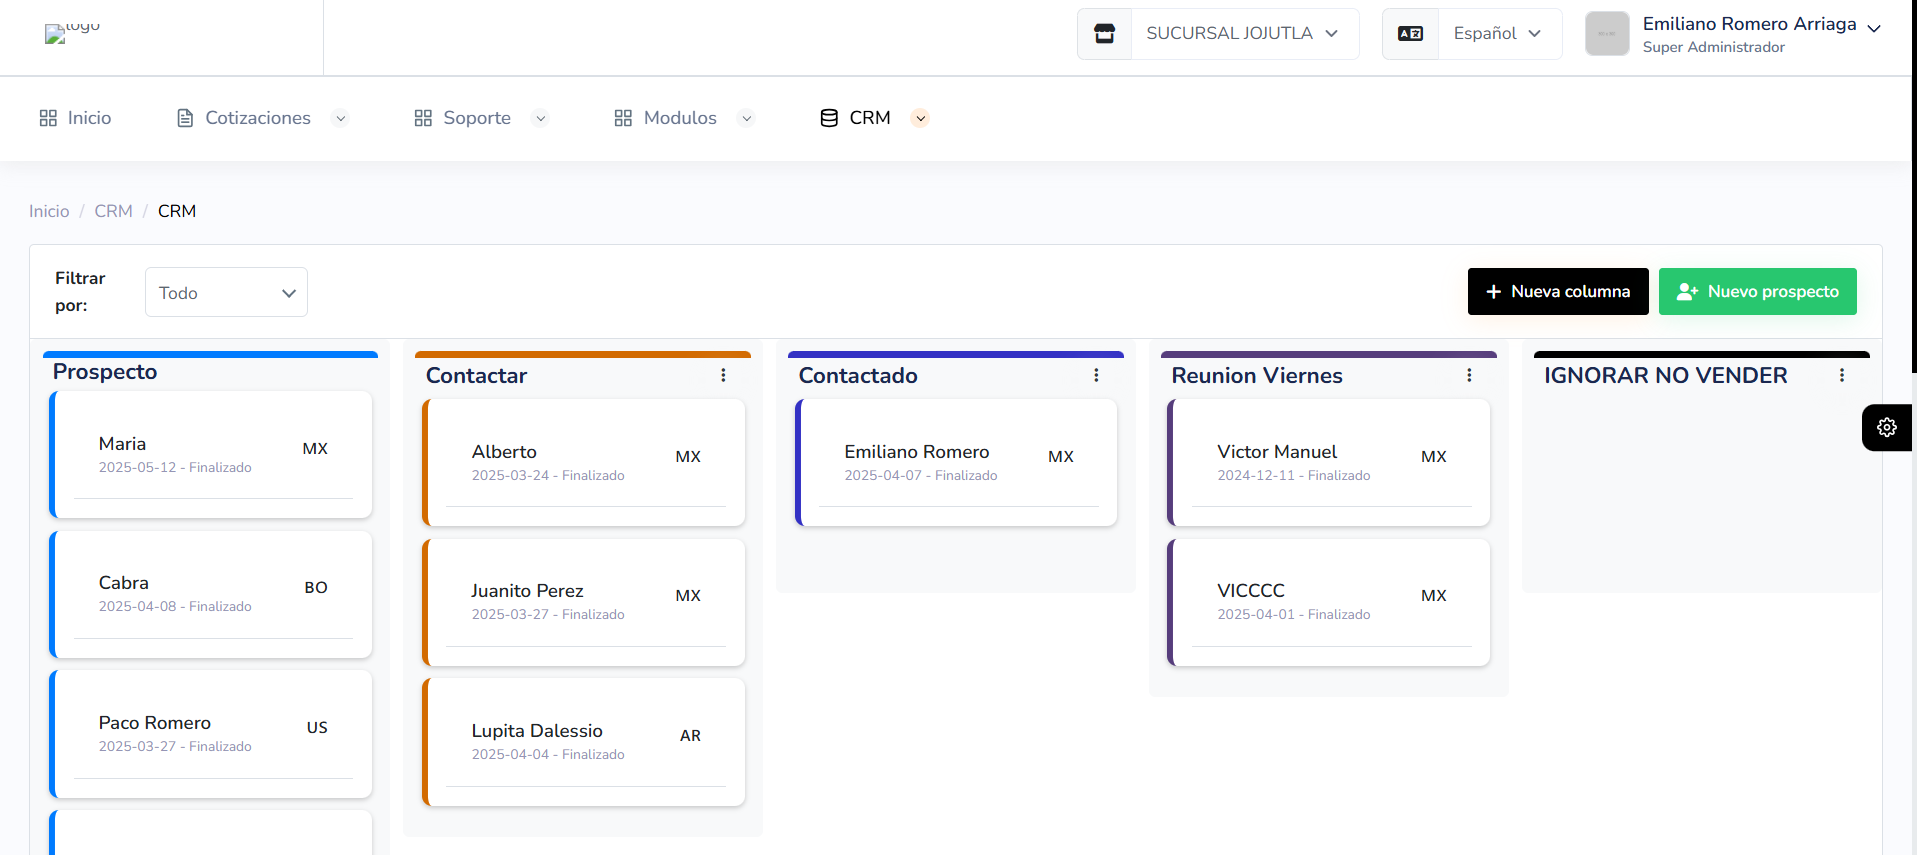 logo
SUCURSAL JOJUTLA
Español
Emiliano Romero Arriaga
Super Administrador
Inicio
Cotizaciones
Soporte
Modulos
CRM
Inicio / CRM / CRM
Filtrar por:
Todo
Nueva columna
Nuevo prospecto
Prospecto
Maria
MX
2025-05-12 - Finalizado
Cabra
BO
2025-04-08 - Finalizado
Paco Romero
US
2025-03-27 - Finalizado
Contactar
Alberto
MX
2025-03-24 - Finalizado
Juanito Perez
MX
2025-03-27 - Finalizado
Lupita Dalessio
AR
2025-04-04 - Finalizado
Contactado
Emiliano Romero
MX
2025-04-07 - Finalizado
Reunion Viernes
Victor Manuel
MX
2024-12-11 - Finalizado
VICCCC
MX
2025-04-01 - Finalizado
IGNORAR NO VENDER